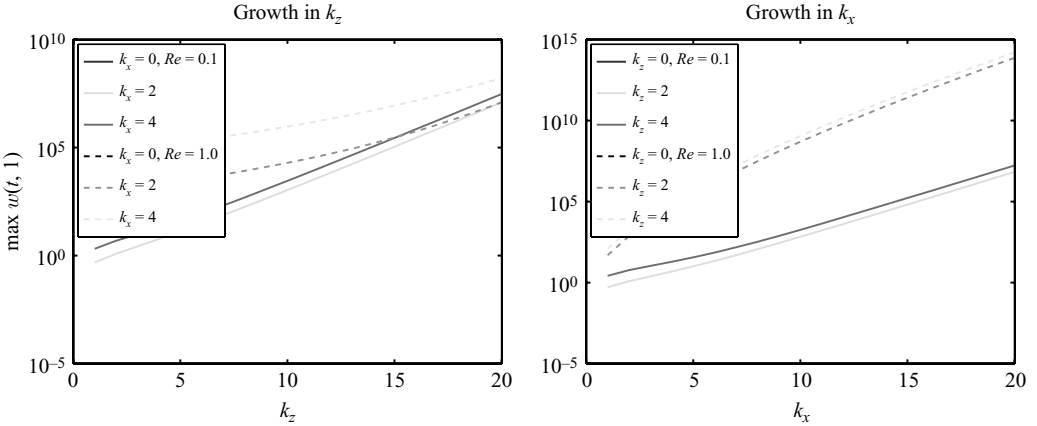 Growth in k_z
10^10
10^5
10^0
10^–5
max w(t, 1)
k_x = 0, Re = 0.1
k_x = 2
k_x = 4
k_x = 0, Re = 1.0
k_x = 2
k_x = 4
0 5 10 15 20
k_z
Growth in k_x
10^15
10^10
10^5
10^0
10^–5
k_z = 0, Re = 0.1
k_z = 2
k_z = 4
k_z = 0, Re = 1.0
k_z = 2
k_z = 4
0 5 10 15 20
k_x